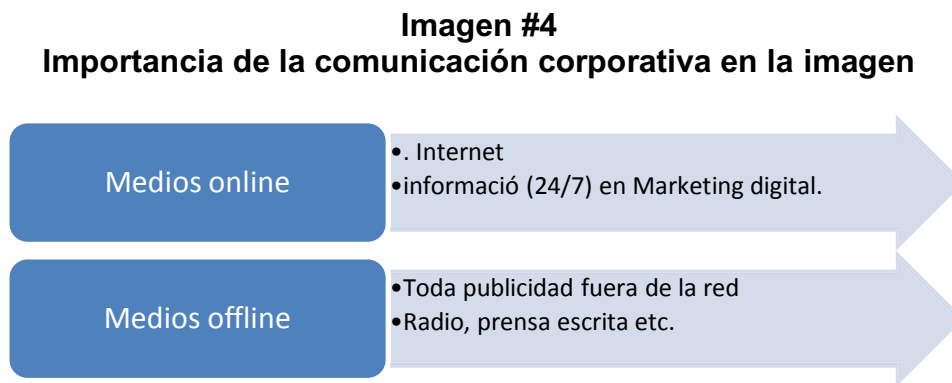 Imagen #4
Importancia de la comunicación corporativa en la imagen
Medios online
•. Internet
•informació (24/7) en Marketing digital.
Medios offline
•Toda publicidad fuera de la red
•Radio, prensa escrita etc.